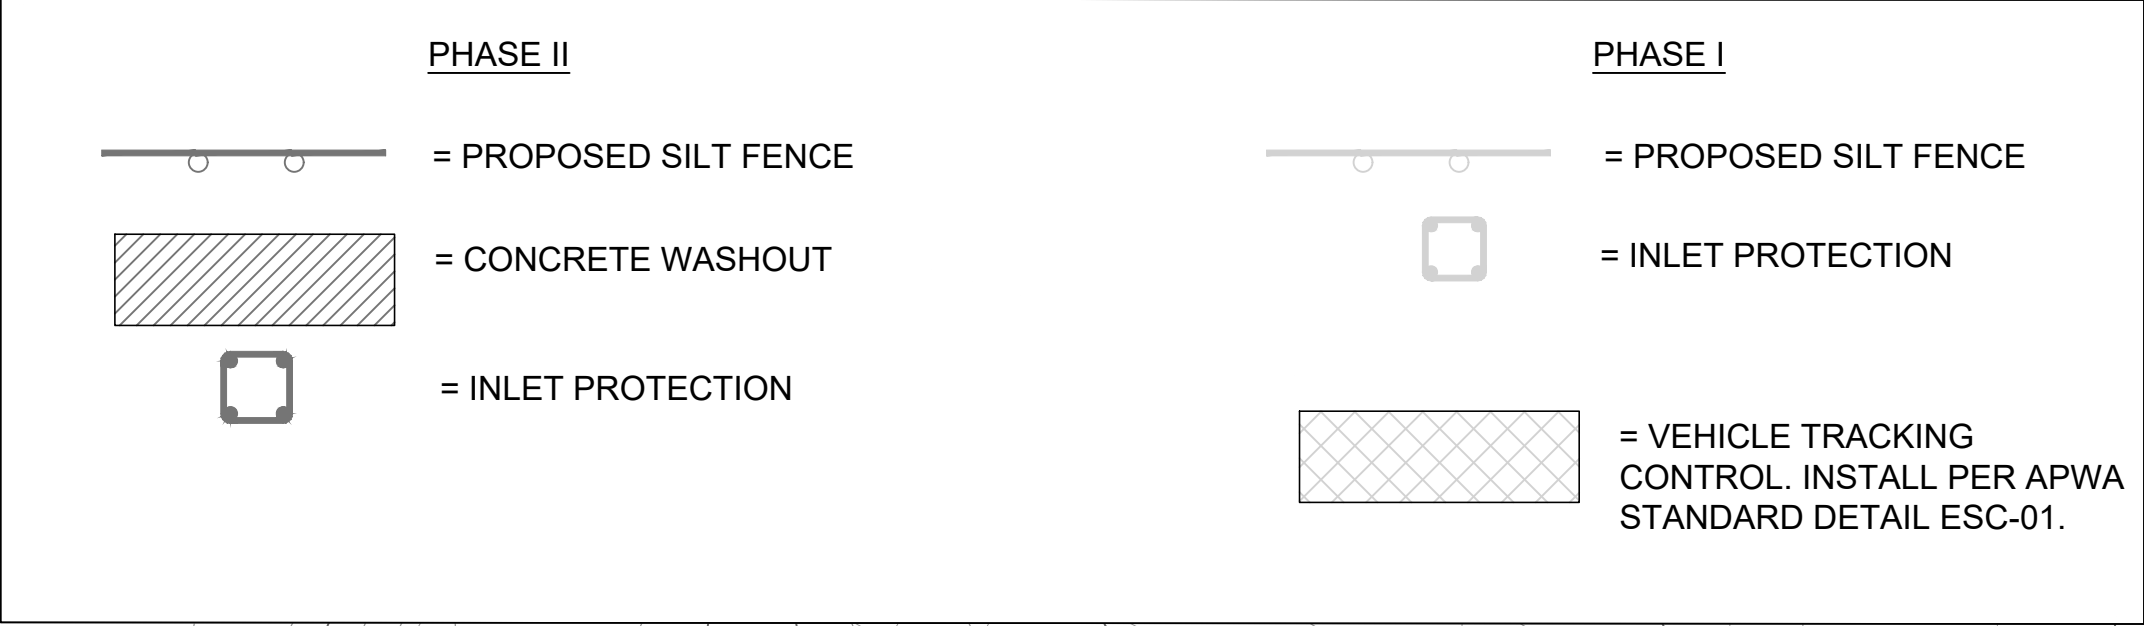 PHASE II
= PROPOSED SILT FENCE
= CONCRETE WASHOUT
= INLET PROTECTION
PHASE I
= PROPOSED SILT FENCE
= INLET PROTECTION
= VEHICLE TRACKING
CONTROL. INSTALL PER APWA
STANDARD DETAIL ESC-01.